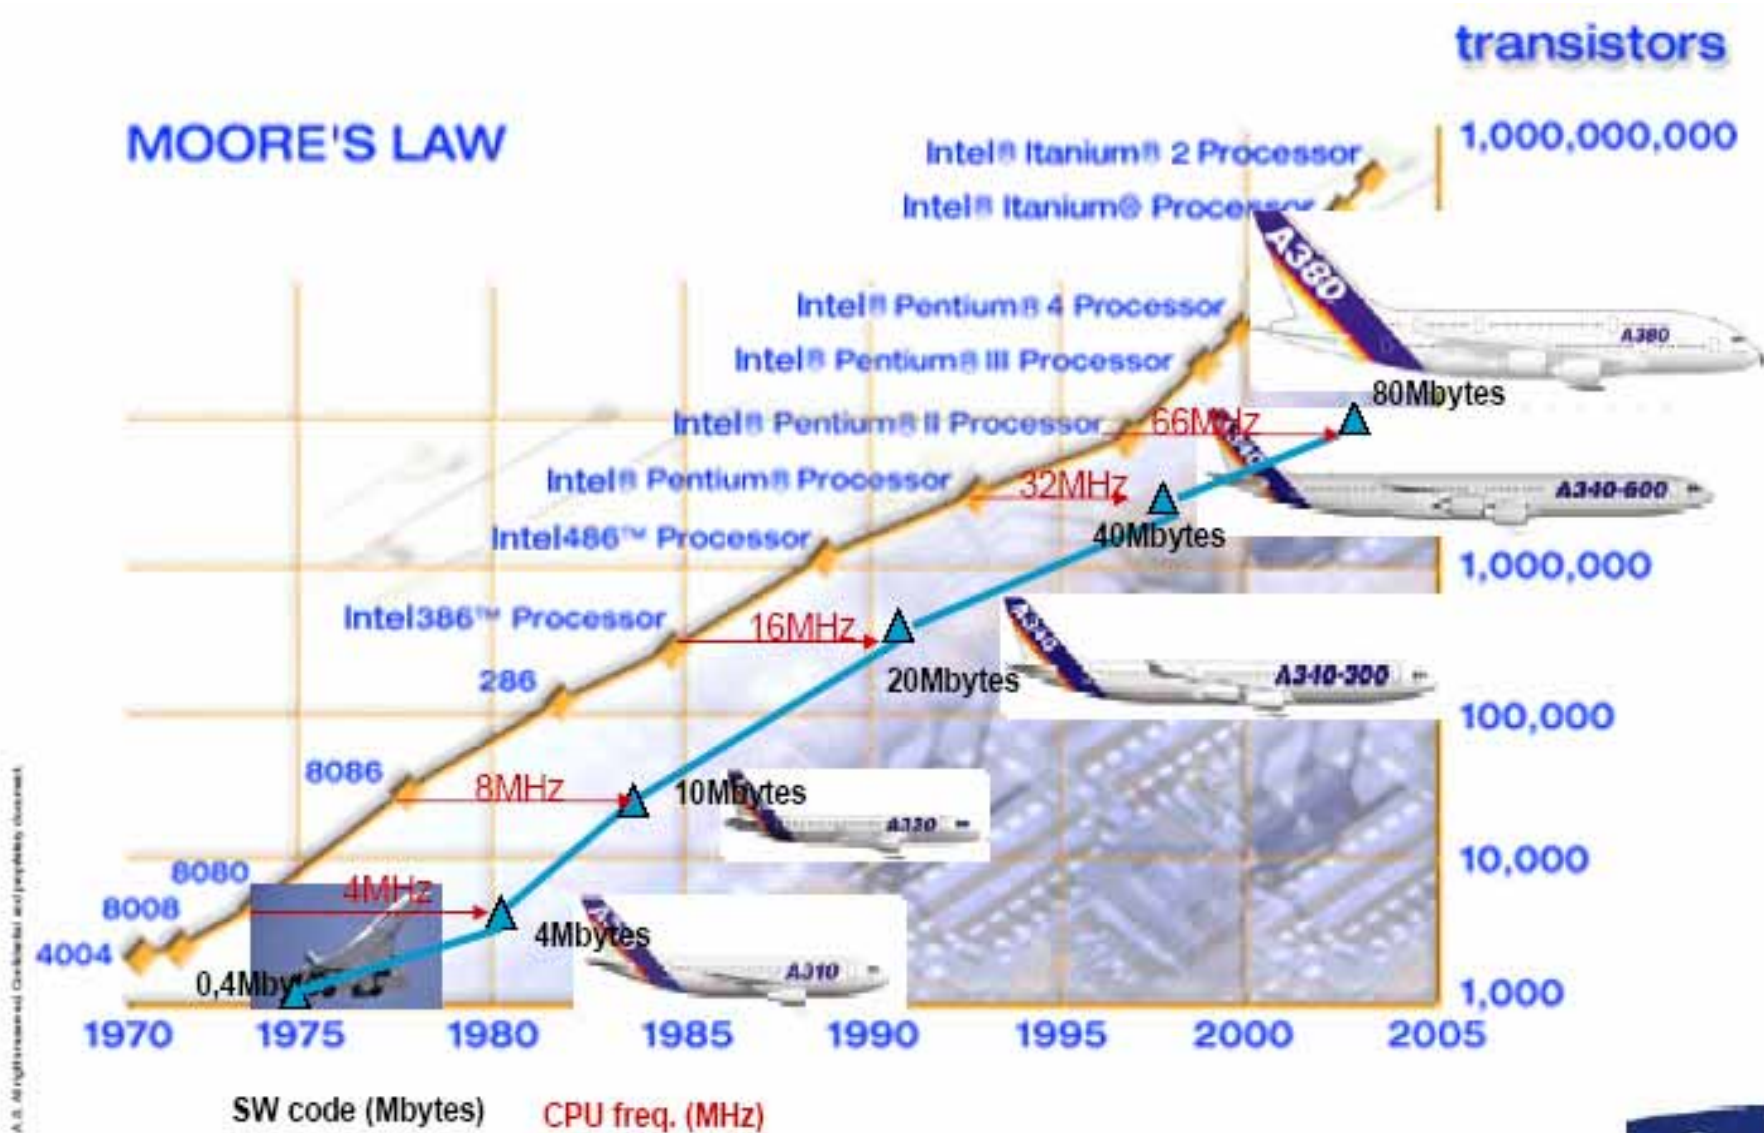 transistors
MOORE'S LAW
1,000,000,000
Intel® Itanium® 2 Processor
Intel® Itanium® Processor
A380
A380
Intel® Pentium® 4 Processor
Intel® Pentium® III Processor
80Mbytes
Intel® Pentium® II Processor
66MHz
Intel® Pentium® Processor
32MHz
A340-600
40Mbytes
Intel486™ Processor
1,000,000
Intel386™ Processor
16MHz
A340
20Mbytes
A340-300
286
100,000
8086
8MHz
10Mbytes
8080
10,000
4MHz
8008
4Mbytes
4004
A310
0,4Mby
1,000
1970 1975 1980 1985 1990 1995 2000 2005
SW code (Mbytes) CPU freq. (MHz)